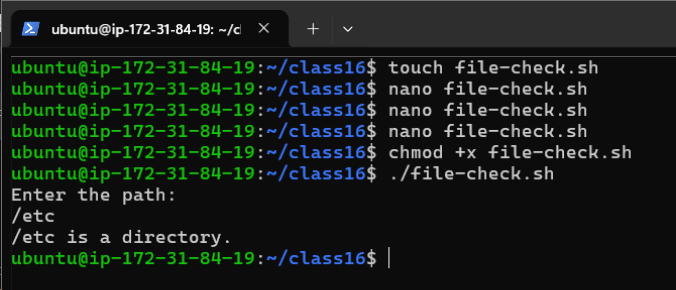 ubuntu@ip-172-31-84-19: ~/cl
ubuntu@ip-172-31-84-19:~/class16$ touch file-check.sh
ubuntu@ip-172-31-84-19:~/class16$ nano file-check.sh
ubuntu@ip-172-31-84-19:~/class16$ nano file-check.sh
ubuntu@ip-172-31-84-19:~/class16$ nano file-check.sh
ubuntu@ip-172-31-84-19:~/class16$ chmod +x file-check.sh
ubuntu@ip-172-31-84-19:~/class16$ ./file-check.sh
Enter the path:
/etc
/etc is a directory.
ubuntu@ip-172-31-84-19:~/class16$